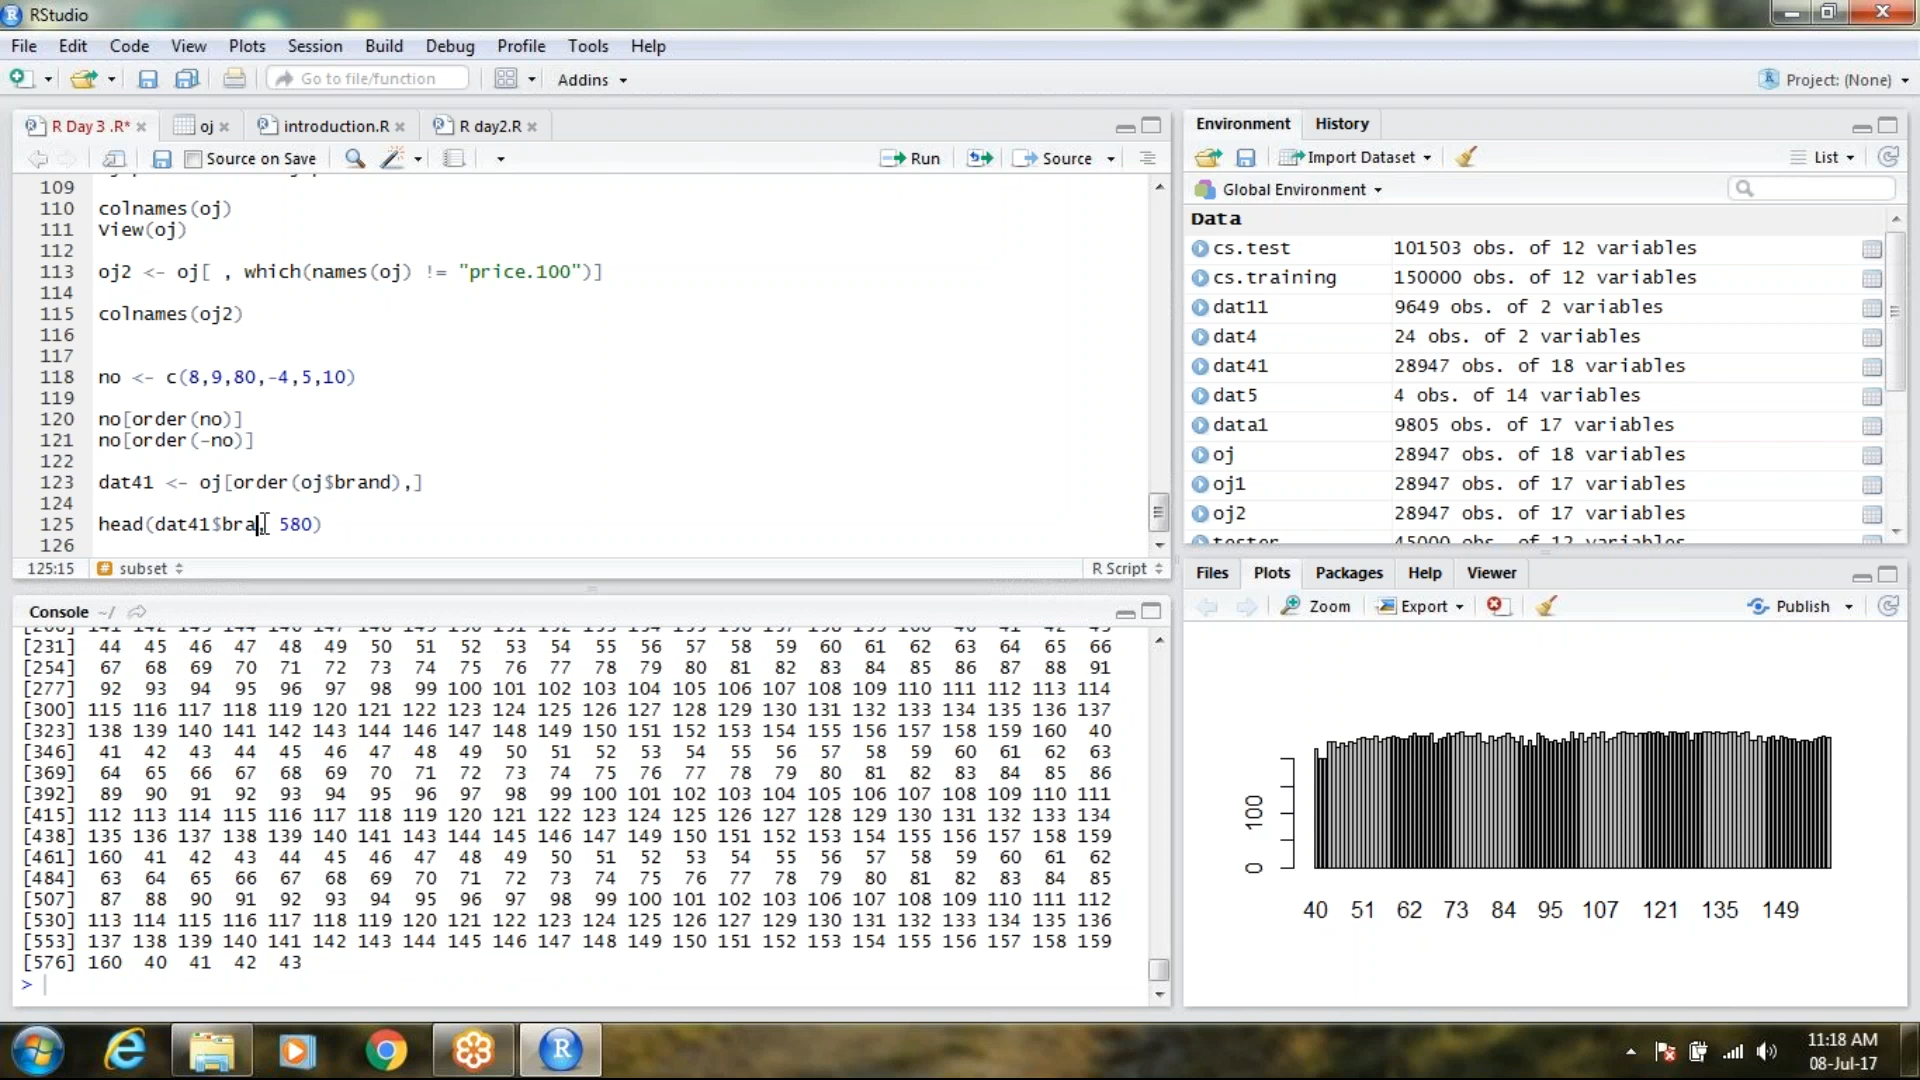 RStudio
File Edit Code View Plots Session Build Debug Profile Tools Help
Go to file/function Addins Project: (None)
R Day 3 .R* oj introduction.R R day2.R
Source on Save Run Source
109
110 colnames(oj)
111 View(oj)
112
113 oj2 <- oj[ , which(names(oj) != "price.100")]
114
115 colnames(oj2)
116
117
118 no <- c(8,9,80,-4,5,10)
119
120 no[order(no)]
121 no[order(-no)]
122
123 dat41 <- oj[order(oj$brand),]
124
125 head(dat41$bra, 580)
126
125:15 # subset R Script
Console ~/
[231] 44 45 46 47 48 49 50 51 52 53 54 55 56 57 58 59 60 61 62 63 64 65 66
[254] 67 68 69 70 71 72 73 74 75 76 77 78 79 80 81 82 83 84 85 86 87 88 91
[277] 92 93 94 95 96 97 98 99 100 101 102 103 104 105 106 107 108 109 110 111 112 113 114
[300] 115 116 117 118 119 120 121 122 123 124 125 126 127 128 129 130 131 132 133 134 135 136 137
[323] 138 139 140 141 142 143 144 146 147 148 149 150 151 152 153 154 155 156 157 158 159 160 40
[346] 41 42 43 44 45 46 47 48 49 50 51 52 53 54 55 56 57 58 59 60 61 62 63
[369] 64 65 66 67 68 69 70 71 72 73 74 75 76 77 78 79 80 81 82 83 84 85 86
[392] 89 90 91 92 93 94 95 96 97 98 99 100 101 102 103 104 105 106 107 108 109 110 111
[415] 112 113 114 115 116 117 118 119 120 121 122 123 124 125 126 127 128 129 130 131 132 133 134
[438] 135 136 137 138 139 140 141 143 144 145 146 147 149 150 151 152 153 154 155 156 157 158 159
[461] 160 41 42 43 44 45 46 47 48 49 50 51 52 53 54 55 56 57 58 59 60 61 62
[484] 63 64 65 66 67 68 69 70 71 72 73 74 75 76 77 78 79 80 81 82 83 84 85
[507] 87 88 90 91 92 93 94 95 96 97 98 99 100 101 102 103 106 107 108 109 110 111 112
[530] 113 114 115 116 117 118 119 120 121 122 123 124 125 126 127 129 130 131 132 133 134 135 136
[553] 137 138 139 140 141 142 143 144 145 146 147 148 149 150 151 152 153 154 155 156 157 158 159
[576] 160 40 41 42 43
>
Environment History
Import Dataset List
Global Environment
Data
cs.test 101503 obs. of 12 variables
cs.training 150000 obs. of 12 variables
dat11 9649 obs. of 2 variables
dat4 24 obs. of 2 variables
dat41 28947 obs. of 18 variables
dat5 4 obs. of 14 variables
data1 9805 obs. of 17 variables
oj 28947 obs. of 18 variables
oj1 28947 obs. of 17 variables
oj2 28947 obs. of 17 variables
tester 45000 obs. of 12 variables
Files Plots Packages Help Viewer
Zoom Export Publish
0 100
40 51 62 73 84 95 107 121 135 149
11:18 AM
08-Jul-17